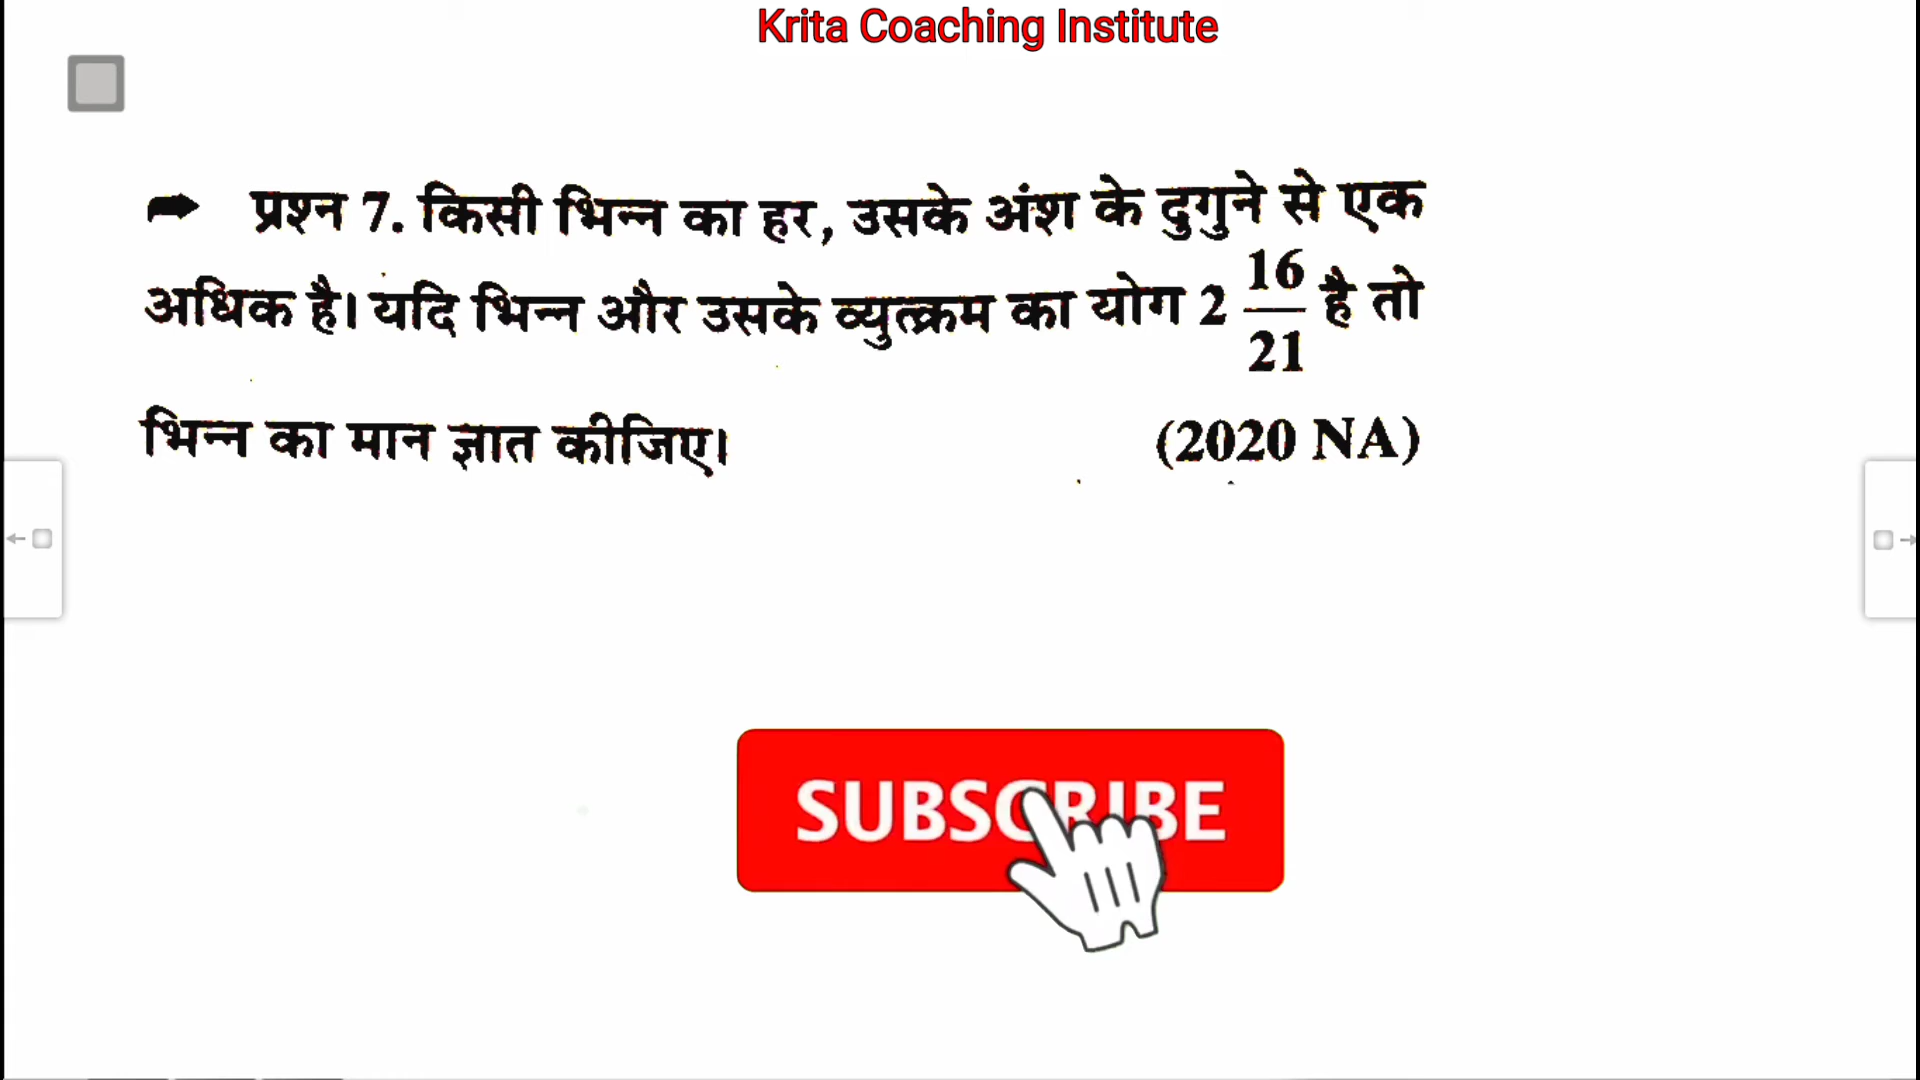 Krita Coaching Institute
➡ प्रश्न 7. किसी भिन्न का हर, उसके अंश के दुगुने से एक
अधिक है। यदि भिन्न और उसके व्युत्क्रम का योग 2 16/21 है तो
भिन्न का मान ज्ञात कीजिए। (2020 NA)
SUBSCRIBE